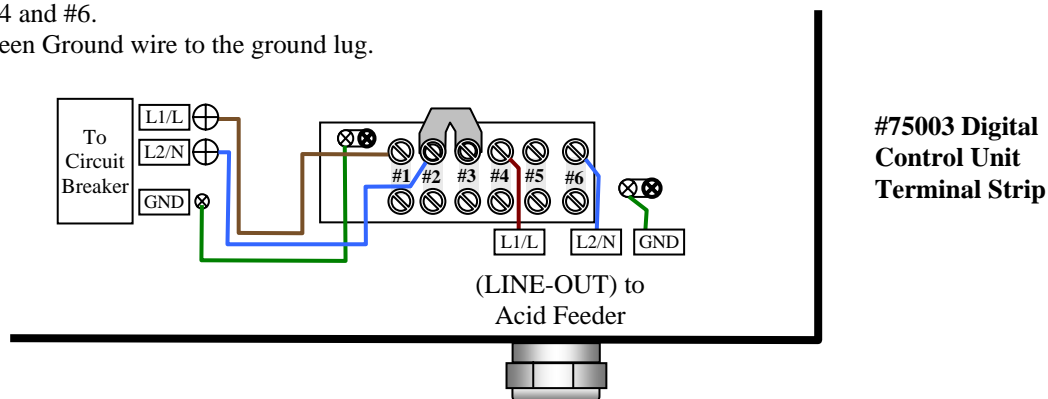 4 and #6.
een Ground wire to the ground lug.
To
Circuit
Breaker
L1/L
L2/N
GND
#1 #2 #3 #4 #5 #6
L1/L L2/N GND
(LINE-OUT) to
Acid Feeder
#75003 Digital
Control Unit
Terminal Strip